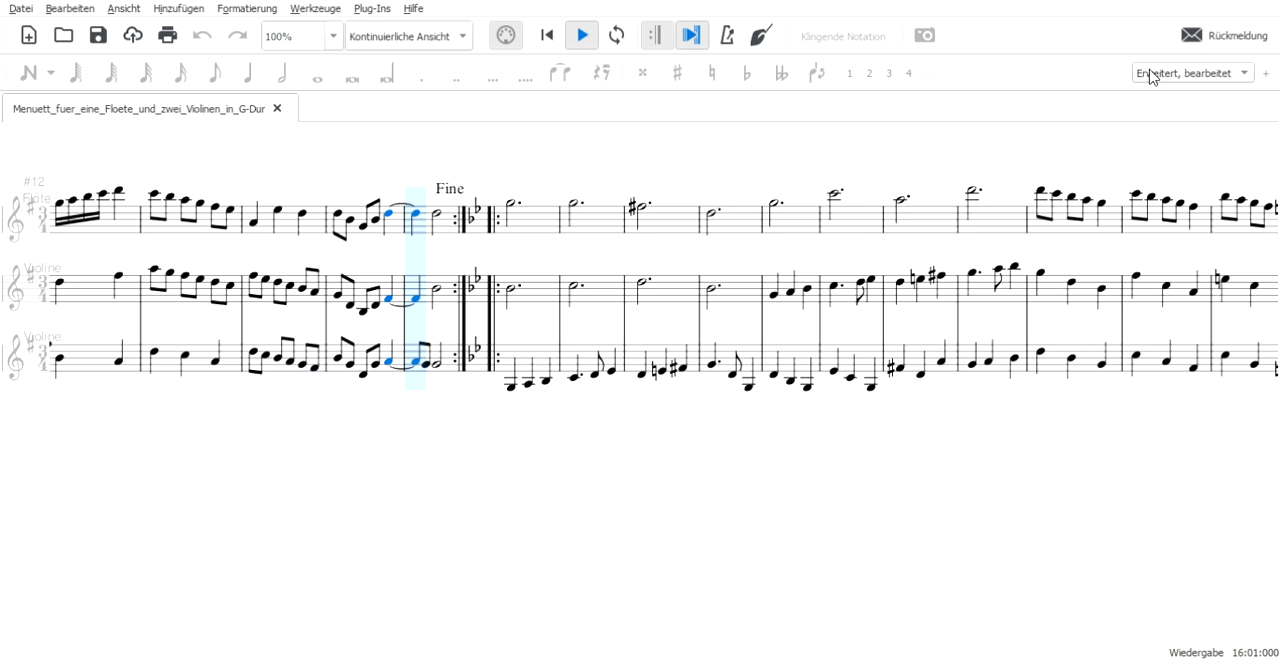 Datei Bearbeiten Ansicht Hinzufügen Formatierung Werkzeuge Plug-Ins Hilfe
100% Kontinuierliche Ansicht Klingende Notation Rückmeldung
1 2 3 4 Erweitert, bearbeitet
Menuett_fuer_eine_Floete_und_zwei_Violinen_in_G-Dur
#12
Fine
Flöte
Violine
Violine
Wiedergabe 16:01:000